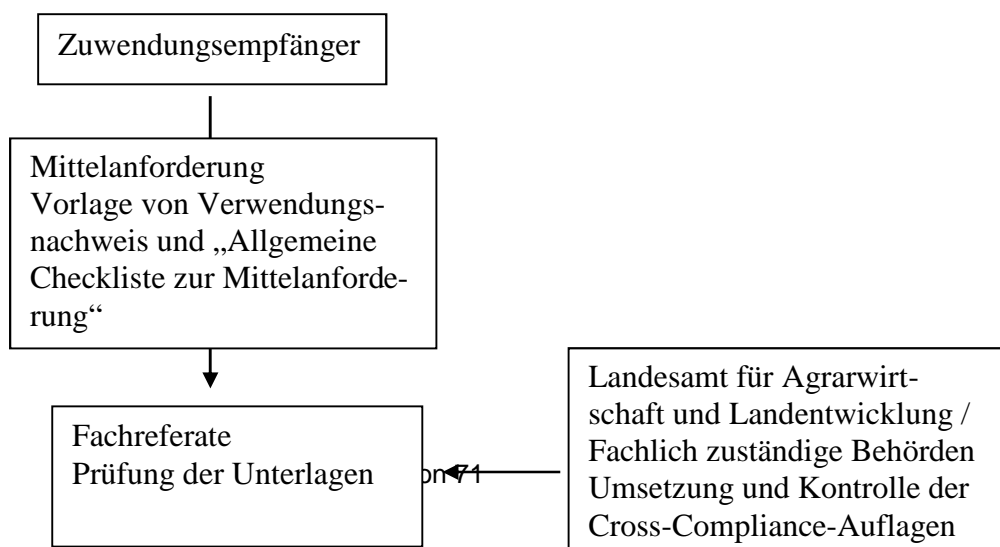 Zuwendungsempfänger
Mittelanforderung
Vorlage von Verwendungs-
nachweis und „Allgemeine
Checkliste zur Mittelanforde-
rung“
Fachreferate
Prüfung der Unterlagen
71
Landesamt für Agrarwirt-
schaft und Landentwicklung /
Fachlich zuständige Behörden
Umsetzung und Kontrolle der
Cross-Compliance-Auflagen